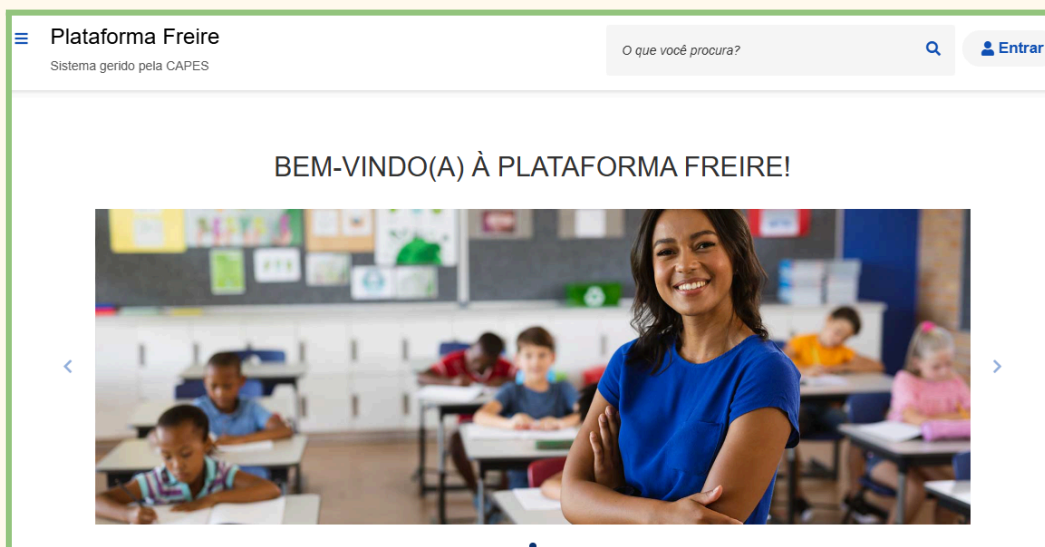 Plataforma Freire
Sistema gerido pela CAPES
O que você procura?
Entrar
BEM-VINDO(A) À PLATAFORMA FREIRE!